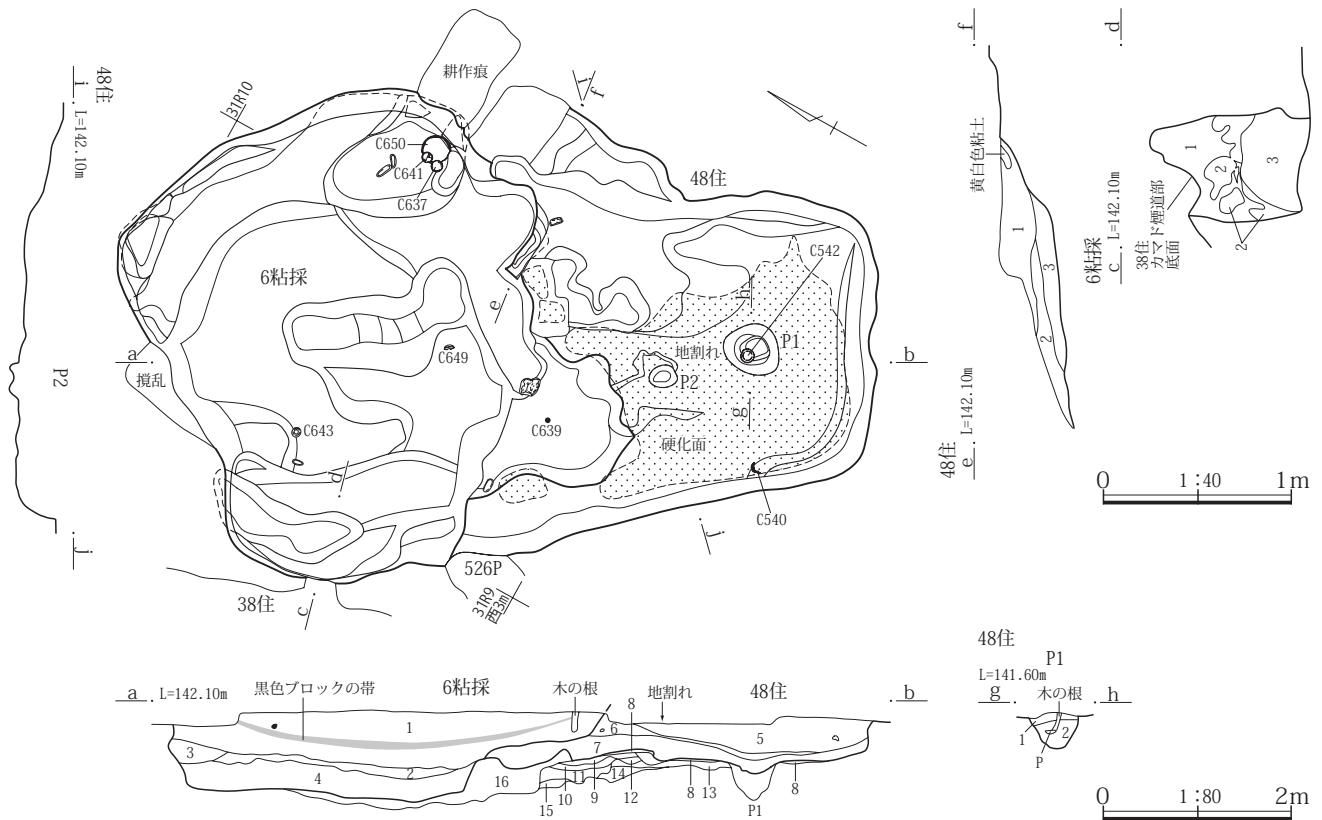 耕作痕
48住
i
L=142.10m
31R10
i
f
C650
C641
C637
48住
C542
6粘採
e
h
地割れ
P1
P2
a
b
撹乱
C649
P2
g
C643
C639
硬化面
d
C540
j
j
526P
31R9
西3m
38住
c
f
黄白色粘土
1
3
2
48住
e
L=142.10m
d
1
2
3
2
6粘採
c
L=142.10m
38住
カマド煙道部
底面
0 1:40 1m
a
L=142.10m
黒色ブロックの帯
6粘採
木の根
8
地割れ
48住
b
1
6
5
3
7
2
4
16
11
14
15
10
9
12
8
13
8
P1
48住
P1
L=141.60m
g
木の根
h
1
2
P
0 1:80 2m